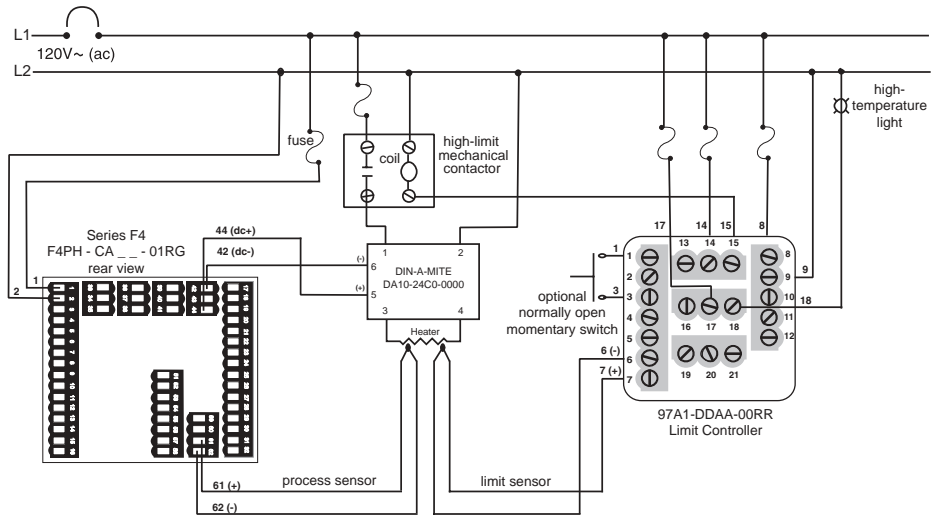 L1
120V~ (ac)
L2
high-
temperature
light
fuse
coil
high-limit
mechanical
contactor
Series F4
F4PH - CA _ _ - 01RG
rear view
44 (dc+)
42 (dc-)
1
2
1
2
(-)
6
(+)
5
DIN-A-MITE
DA10-24C0-0000
3
4
Heater
17
14
15
8
1
3
optional
normally open
momentary switch
6 (-)
7 (+)
1
2
3
4
5
6
7
13
14
15
16
17
18
19
20
21
8
9
10
11
12
9
18
97A1-DDAA-00RR
Limit Controller
61 (+)
process sensor
limit sensor
62 (-)